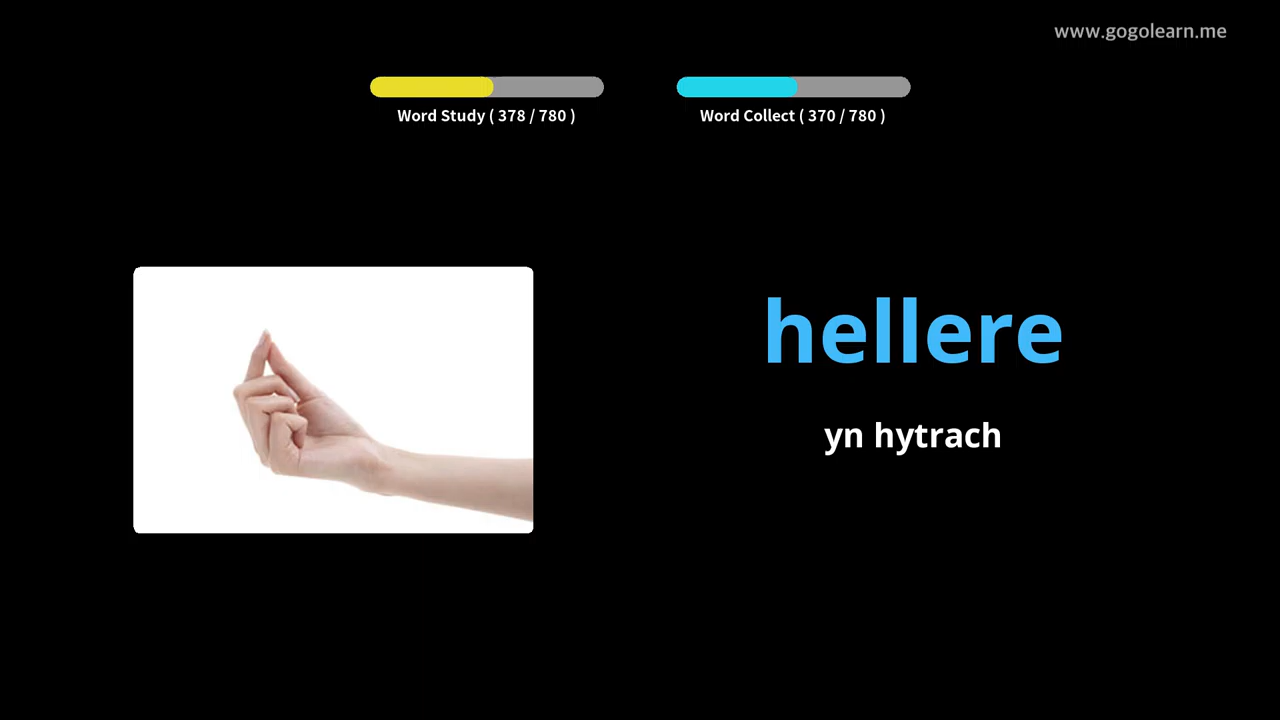 www.gogolearn.me
Word Study ( 378 / 780 )
Word Collect ( 370 / 780 )
hellere
yn hytrach